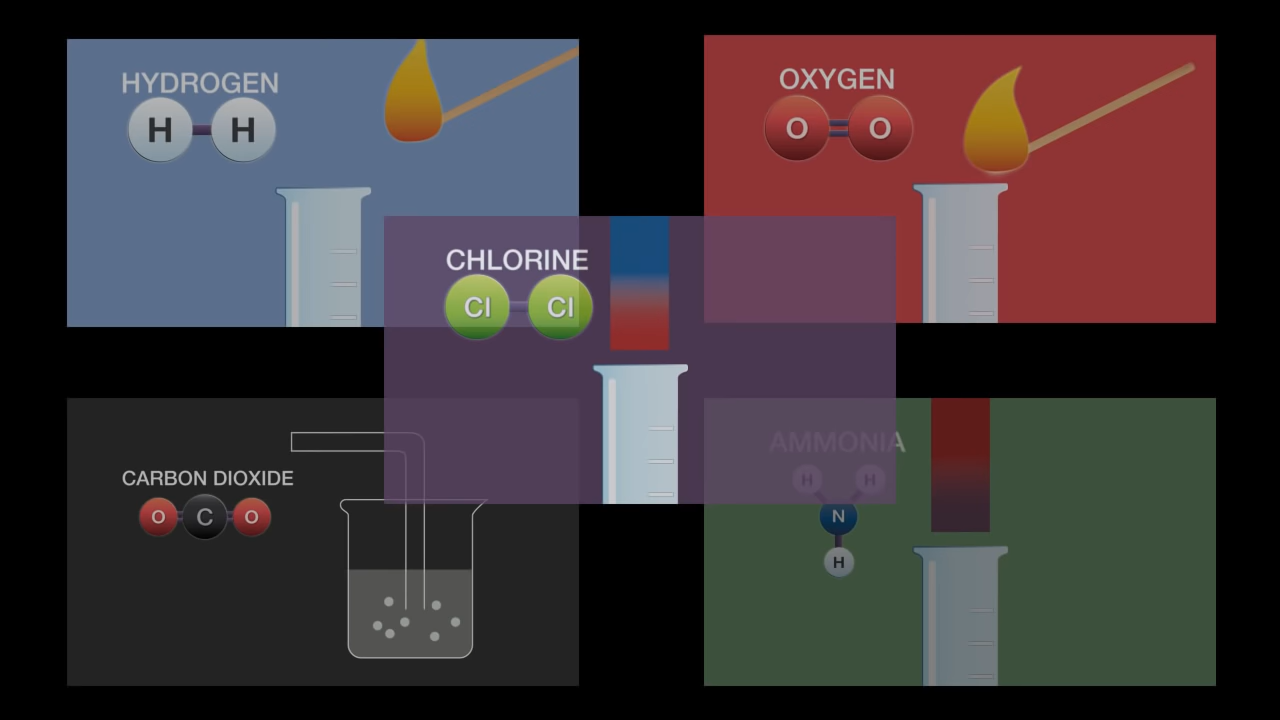 HYDROGEN
H H
OXYGEN
O O
CHLORINE
Cl Cl
CARBON DIOXIDE
O C O
AMMONIA
H H
N
H